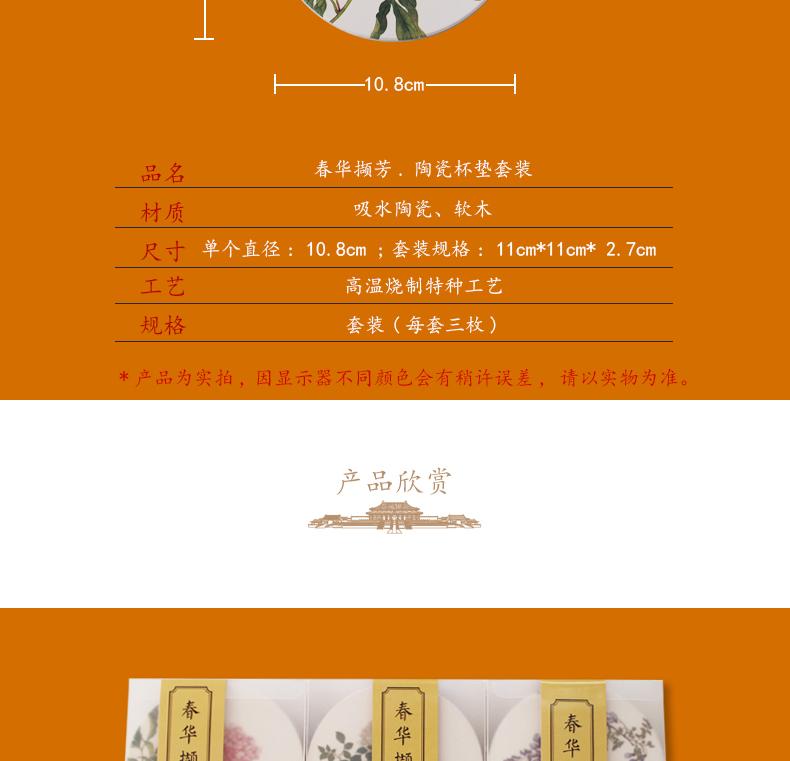 10.8cm
品名 春华撷芳．陶瓷杯垫套装
材质 吸水陶瓷、软木
尺寸 单个直径：10.8cm ；套装规格：11cm*11cm* 2.7cm
工艺 高温烧制特种工艺
规格 套装（每套三枚）
*产品为实拍，因显示器不同颜色会有稍许误差，请以实物为准。
产品欣赏
春华撷
春华撷
春华